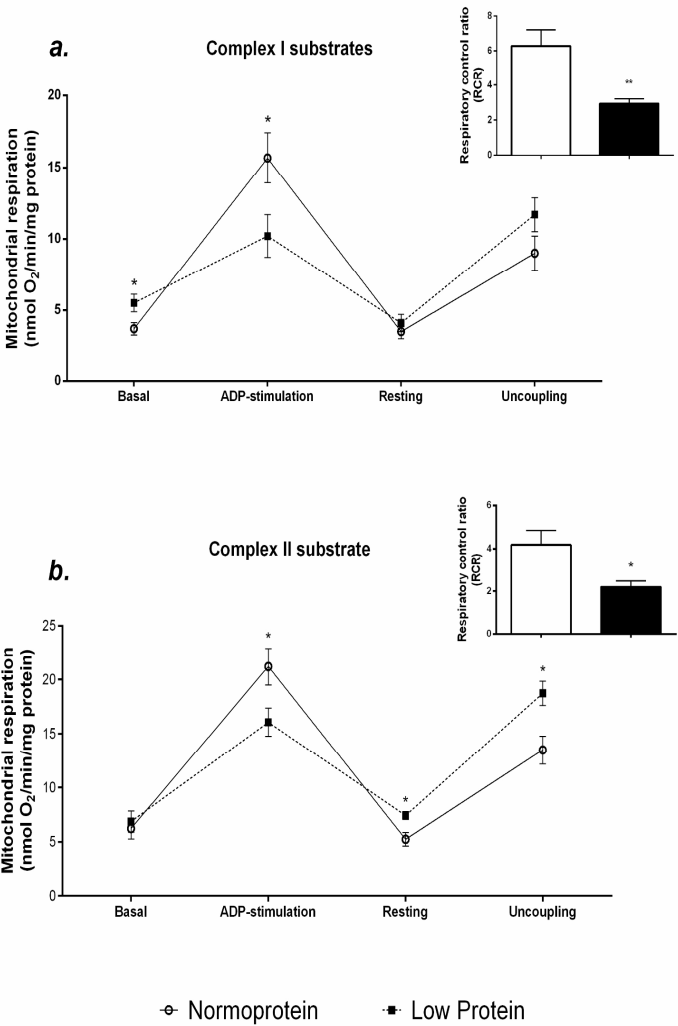 a.
Complex I substrates
Respiratory control ratio
(RCR)
8
6
4
2
0
**
Mitochondrial respiration
(nmol O2/min/mg protein)
20
15
10
5
0
*
*
Basal ADP-stimulation Resting Uncoupling
b.
Complex II substrate
Respiratory control ratio
(RCR)
6
4
2
0
*
Mitochondrial respiration
(nmol O2/min/mg protein)
25
20
15
10
5
0
*
*
*
Basal ADP-stimulation Resting Uncoupling
Normoprotein Low Protein